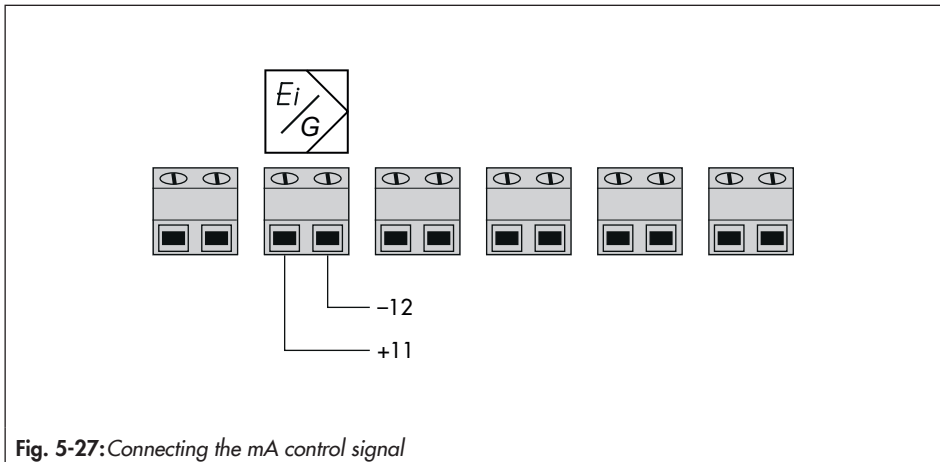 Ei
G
–12
+11
Fig. 5-27: Connecting the mA control signal